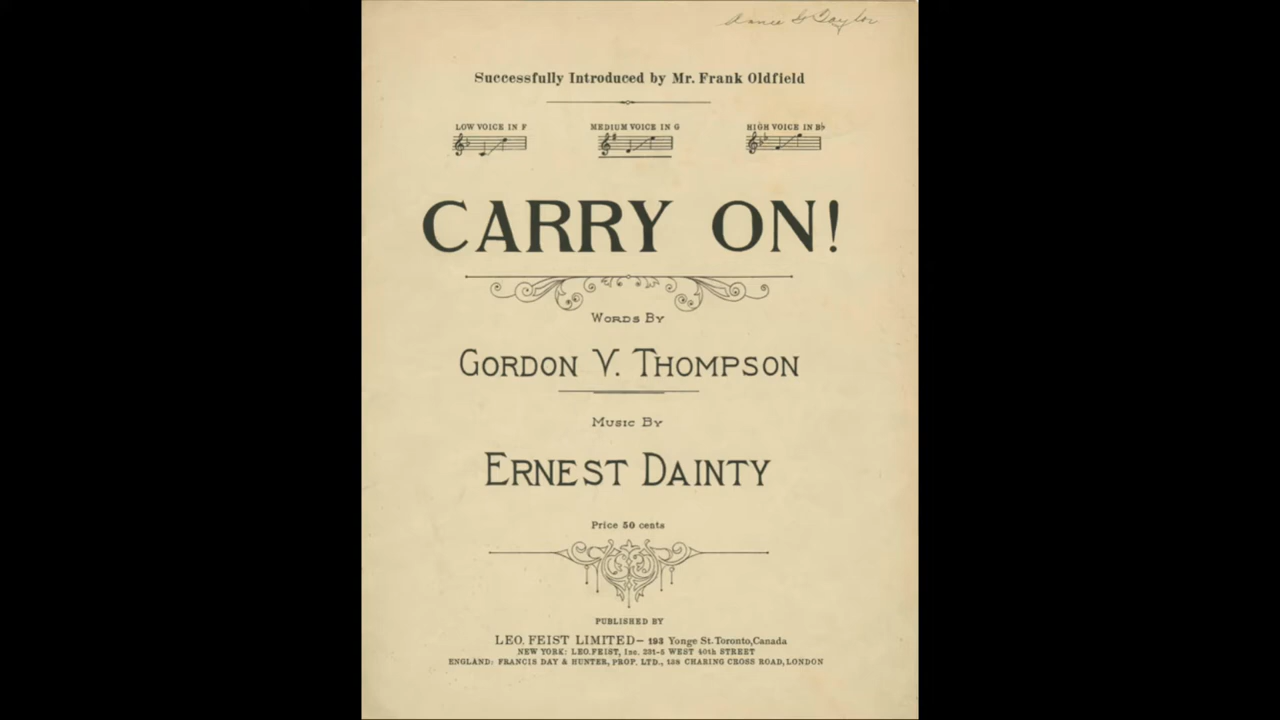 Successfully Introduced by Mr. Frank Oldfield
LOW VOICE IN F MEDIUM VOICE IN G HIGH VOICE IN B♭
CARRY ON!
WORDS BY
GORDON V. THOMPSON
MUSIC BY
ERNEST DAINTY
Price 50 cents
PUBLISHED BY
LEO. FEIST LIMITED– 193 Yonge St. Toronto, Canada
NEW YORK: LEO. FEIST, Inc. 231-5 WEST 40th STREET
ENGLAND: FRANCIS DAY & HUNTER, PROP. LTD., 138 CHARING CROSS ROAD, LONDON